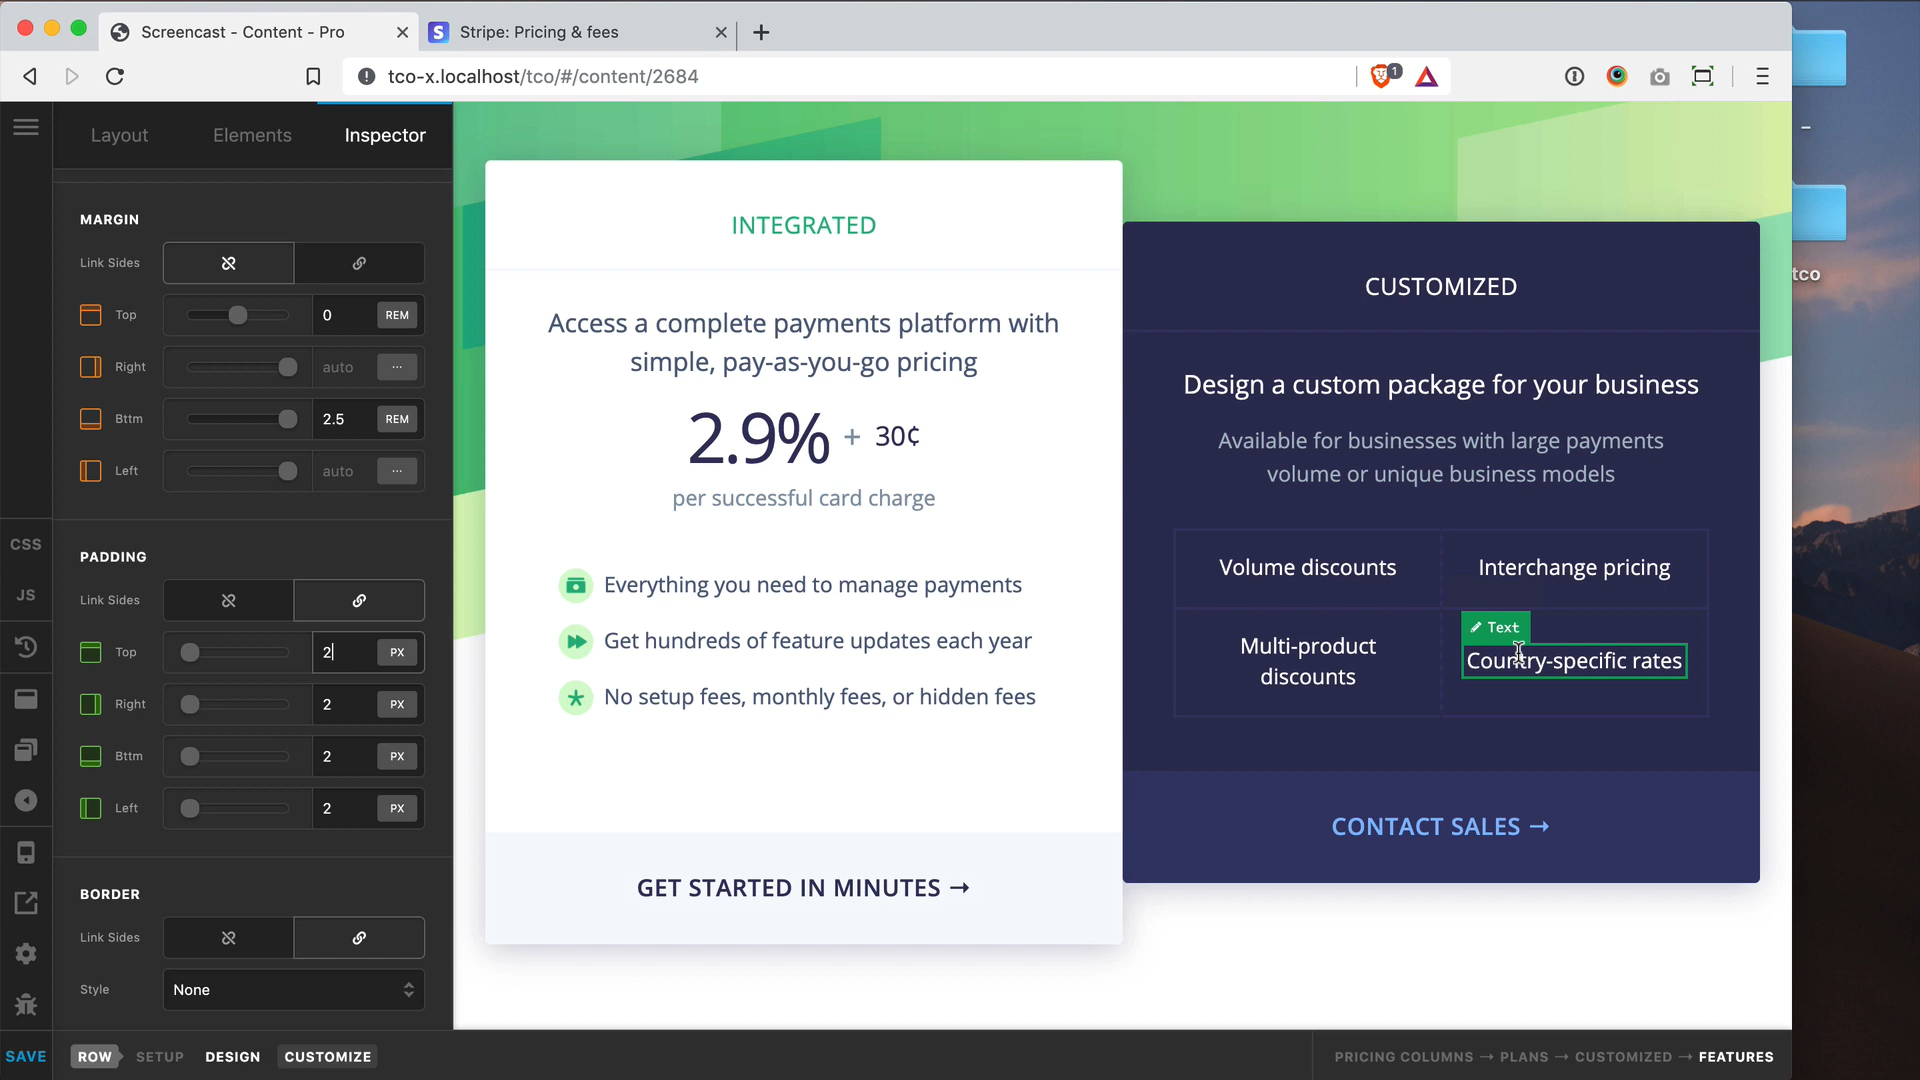 Screencast - Content - Pro
Stripe: Pricing & fees
tco-x.localhost/tco/#/content/2684
1
tco
Layout
Elements
Inspector
MARGIN
Link Sides
Top
0
REM
Right
auto
...
Bttm
2.5
REM
Left
auto
...
CSS
JS
PADDING
Link Sides
Top
2
PX
Right
2
PX
Bttm
2
PX
Left
2
PX
BORDER
Link Sides
Style
None
INTEGRATED
Access a complete payments platform with
simple, pay-as-you-go pricing
2.9% + 30¢
per successful card charge
Everything you need to manage payments
Get hundreds of feature updates each year
No setup fees, monthly fees, or hidden fees
GET STARTED IN MINUTES →
CUSTOMIZED
Design a custom package for your business
Available for businesses with large payments
volume or unique business models
Volume discounts
Interchange pricing
Multi-product
discounts
Text
Country-specific rates
CONTACT SALES →
SAVE
ROW
SETUP
DESIGN
CUSTOMIZE
PRICING COLUMNS → PLANS → CUSTOMIZED → FEATURES